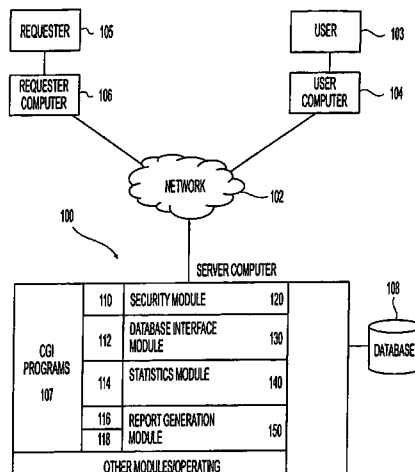 REQUESTER
105
USER
103
REQUESTER
COMPUTER
106
USER
COMPUTER
104
NETWORK
102
100
SERVER COMPUTER
108
DATABASE
CGI
PROGRAMS
107
110
SECURITY MODULE
120
112
DATABASE INTERFACE
MODULE
130
114
STATISTICS MODULE
140
116
118
REPORT GENERATION
MODULE
150
OTHER MODULES/OPERATING